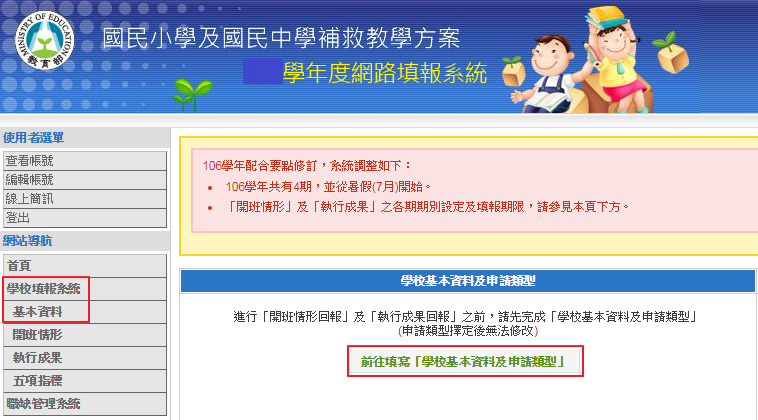 MINISTRY OF EDUCATION
教育部
國民小學及國民中學補救教學方案
學年度網路填報系統
使用者選單
查看帳號
編輯帳號
線上簡訊
登出
網站導航
首頁
學校填報系統
基本資料
開班情形
執行成果
五項指標
職缺管理系統
106學年配合要點修訂，系統調整如下：
• 106學年共有4期，並從暑假(7月)開始。
• 「開班情形」及「執行成果」之各期期別設定及填報期限，請參見本頁下方。
學校基本資料及申請類型
進行「開班情形回報」及「執行成果回報」之前，請先完成「學校基本資料及申請類型」
(申請類型擇定後無法修改)
前往填寫「學校基本資料及申請類型」